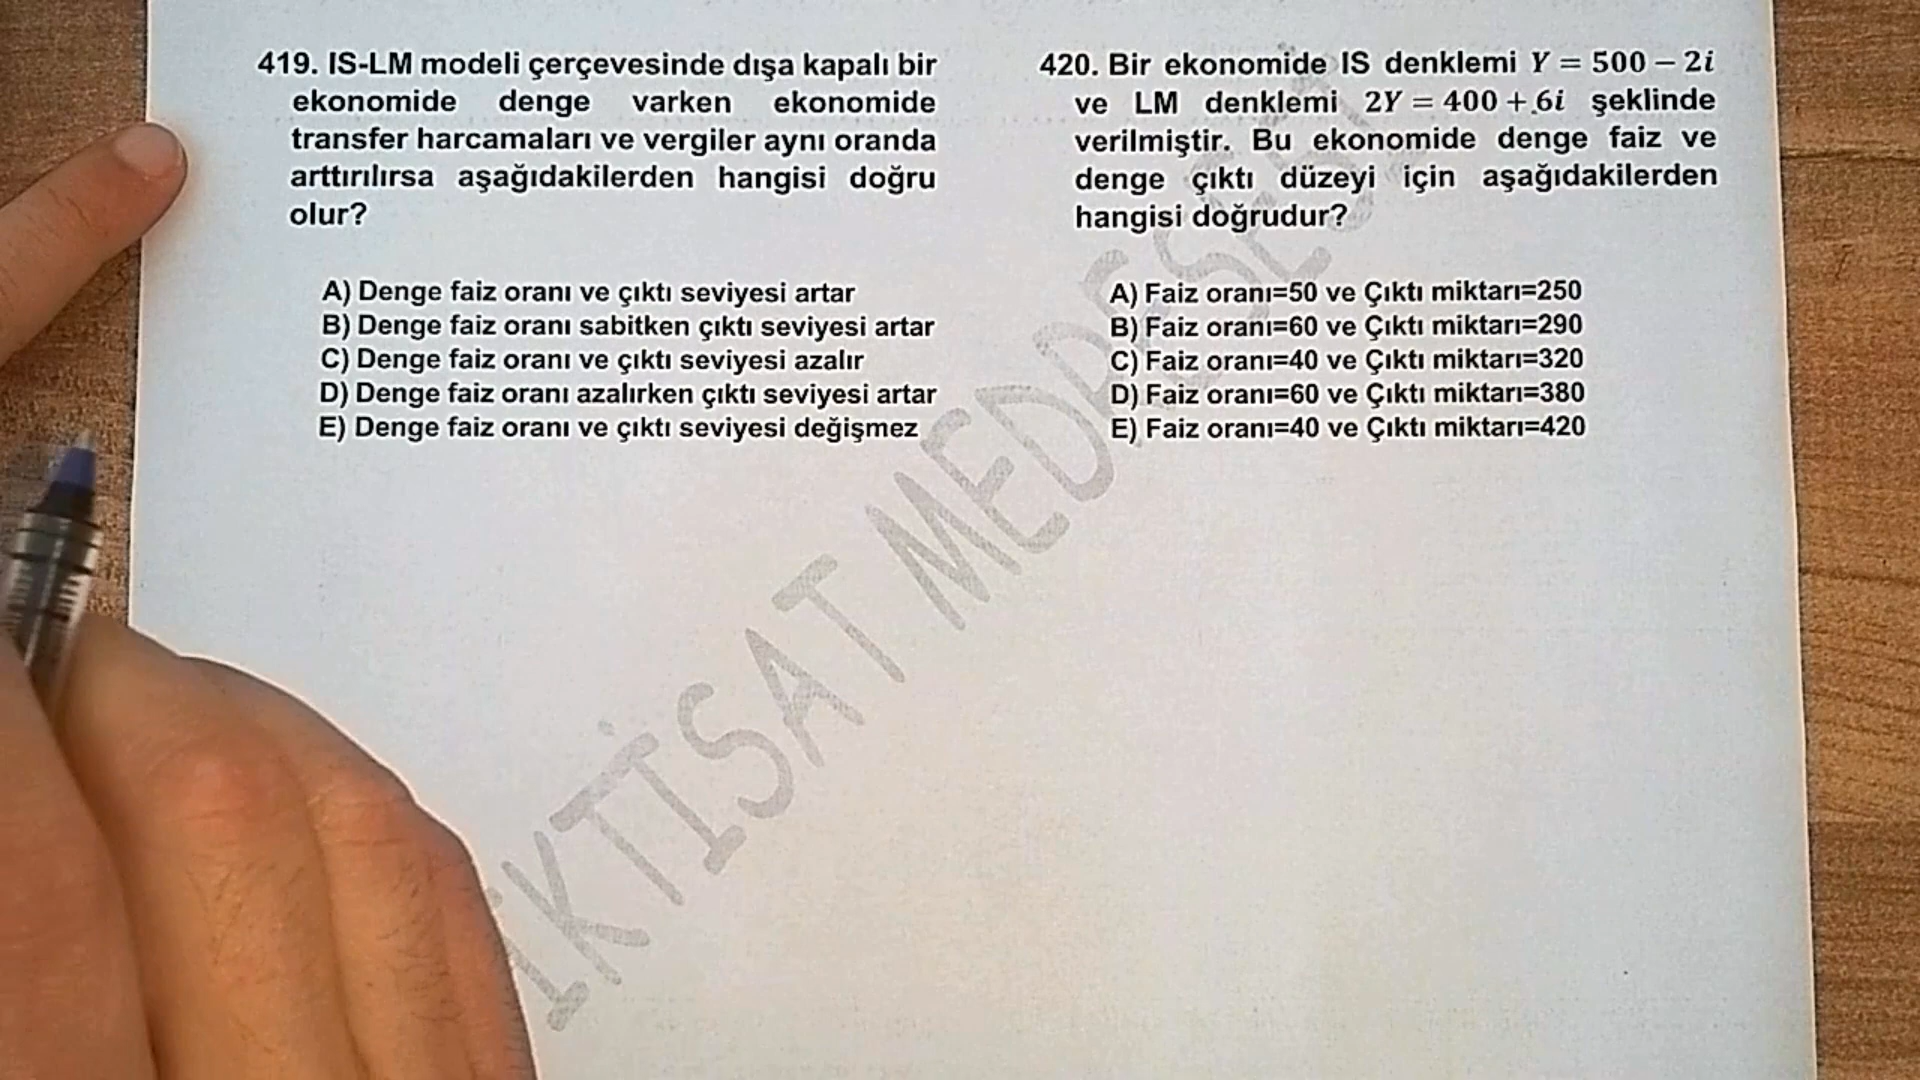 419. IS-LM modeli çerçevesinde dışa kapalı bir
ekonomide denge varken ekonomide
transfer harcamaları ve vergiler aynı oranda
arttırılırsa aşağıdakilerden hangisi doğru
olur?
A) Denge faiz oranı ve çıktı seviyesi artar
B) Denge faiz oranı sabitken çıktı seviyesi artar
C) Denge faiz oranı ve çıktı seviyesi azalır
D) Denge faiz oranı azalırken çıktı seviyesi artar
E) Denge faiz oranı ve çıktı seviyesi değişmez
420. Bir ekonomide IS denklemi Y = 500 − 2i
ve LM denklemi 2Y = 400 + 6i şeklinde
verilmiştir. Bu ekonomide denge faiz ve
denge çıktı düzeyi için aşağıdakilerden
hangisi doğrudur?
A) Faiz oranı=50 ve Çıktı miktarı=250
B) Faiz oranı=60 ve Çıktı miktarı=290
C) Faiz oranı=40 ve Çıktı miktarı=320
D) Faiz oranı=60 ve Çıktı miktarı=380
E) Faiz oranı=40 ve Çıktı miktarı=420
İKTİSAT MEDRESESİ